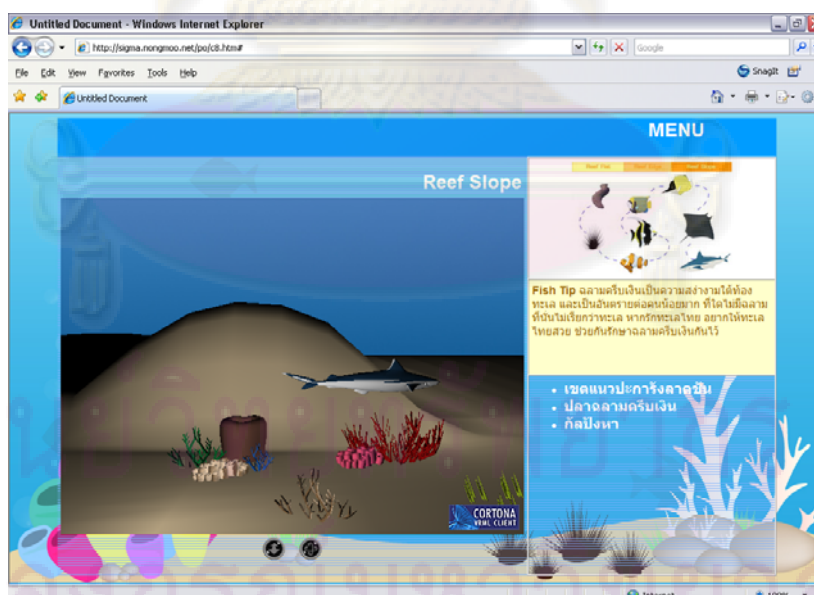 Untitled Document - Windows Internet Explorer
http://sigma.nongmoo.net/po/c8.htm#
Google
File Edit View Favorites Tools Help
SnagIt
Untitled Document
MENU
Reef Slope
Reef Flat Reef Edge Reef Slope
Fish Tip ฉลามครีบเงินเป็นความสง่างามใต้ท้อง
ทะเล และเป็นอันตรายต่อคนน้อยมาก ที่ใดไม่มีฉลาม
ที่นั่นไม่เรียกว่าทะเล หากรักทะเลไทย อยากให้ทะเล
ไทยสวย ช่วยกันรักษาฉลามครีบเงินกันไว้
เขตแนวปะการังลาดชัน
ปลาฉลามครีบเงิน
กัลปังหา
CORTONA
VRML CLIENT
Internet
100%